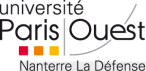 université
Paris Ouest
Nanterre La Défense